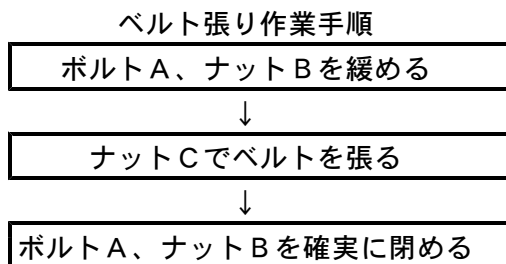 ベルト張り作業手順
ボルトA、ナットBを緩める
↓
ナットCでベルトを張る
↓
ボルトA、ナットBを確実に閉める